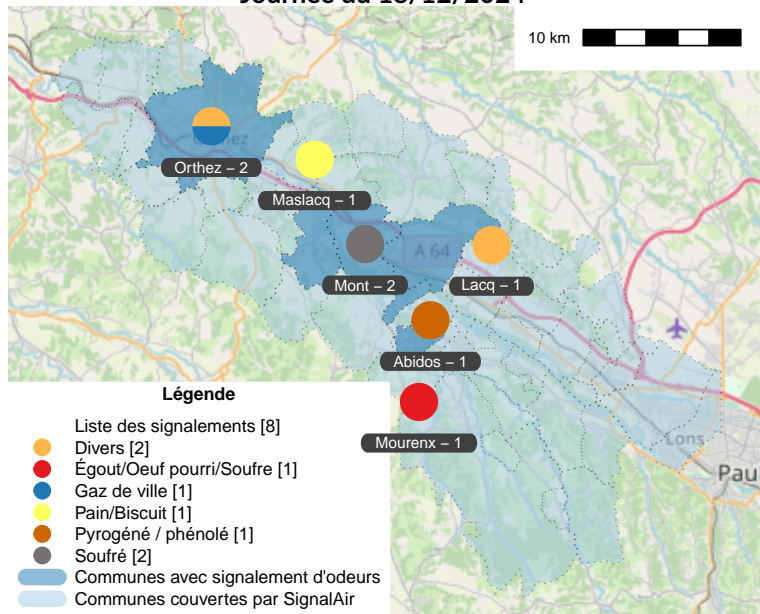 10 km
Orthez – 2
Maslacq – 1
A 64
Mont – 2
Lacq – 1
Abidos – 1
Mourenx – 1
Lons
Pau
Légende
Liste des signalements [8]
Divers [2]
Égout/Oeuf pourri/Soufre [1]
Gaz de ville [1]
Pain/Biscuit [1]
Pyrogéné / phénolé [1]
Soufré [2]
Communes avec signalement d'odeurs
Communes couvertes par SignalAir